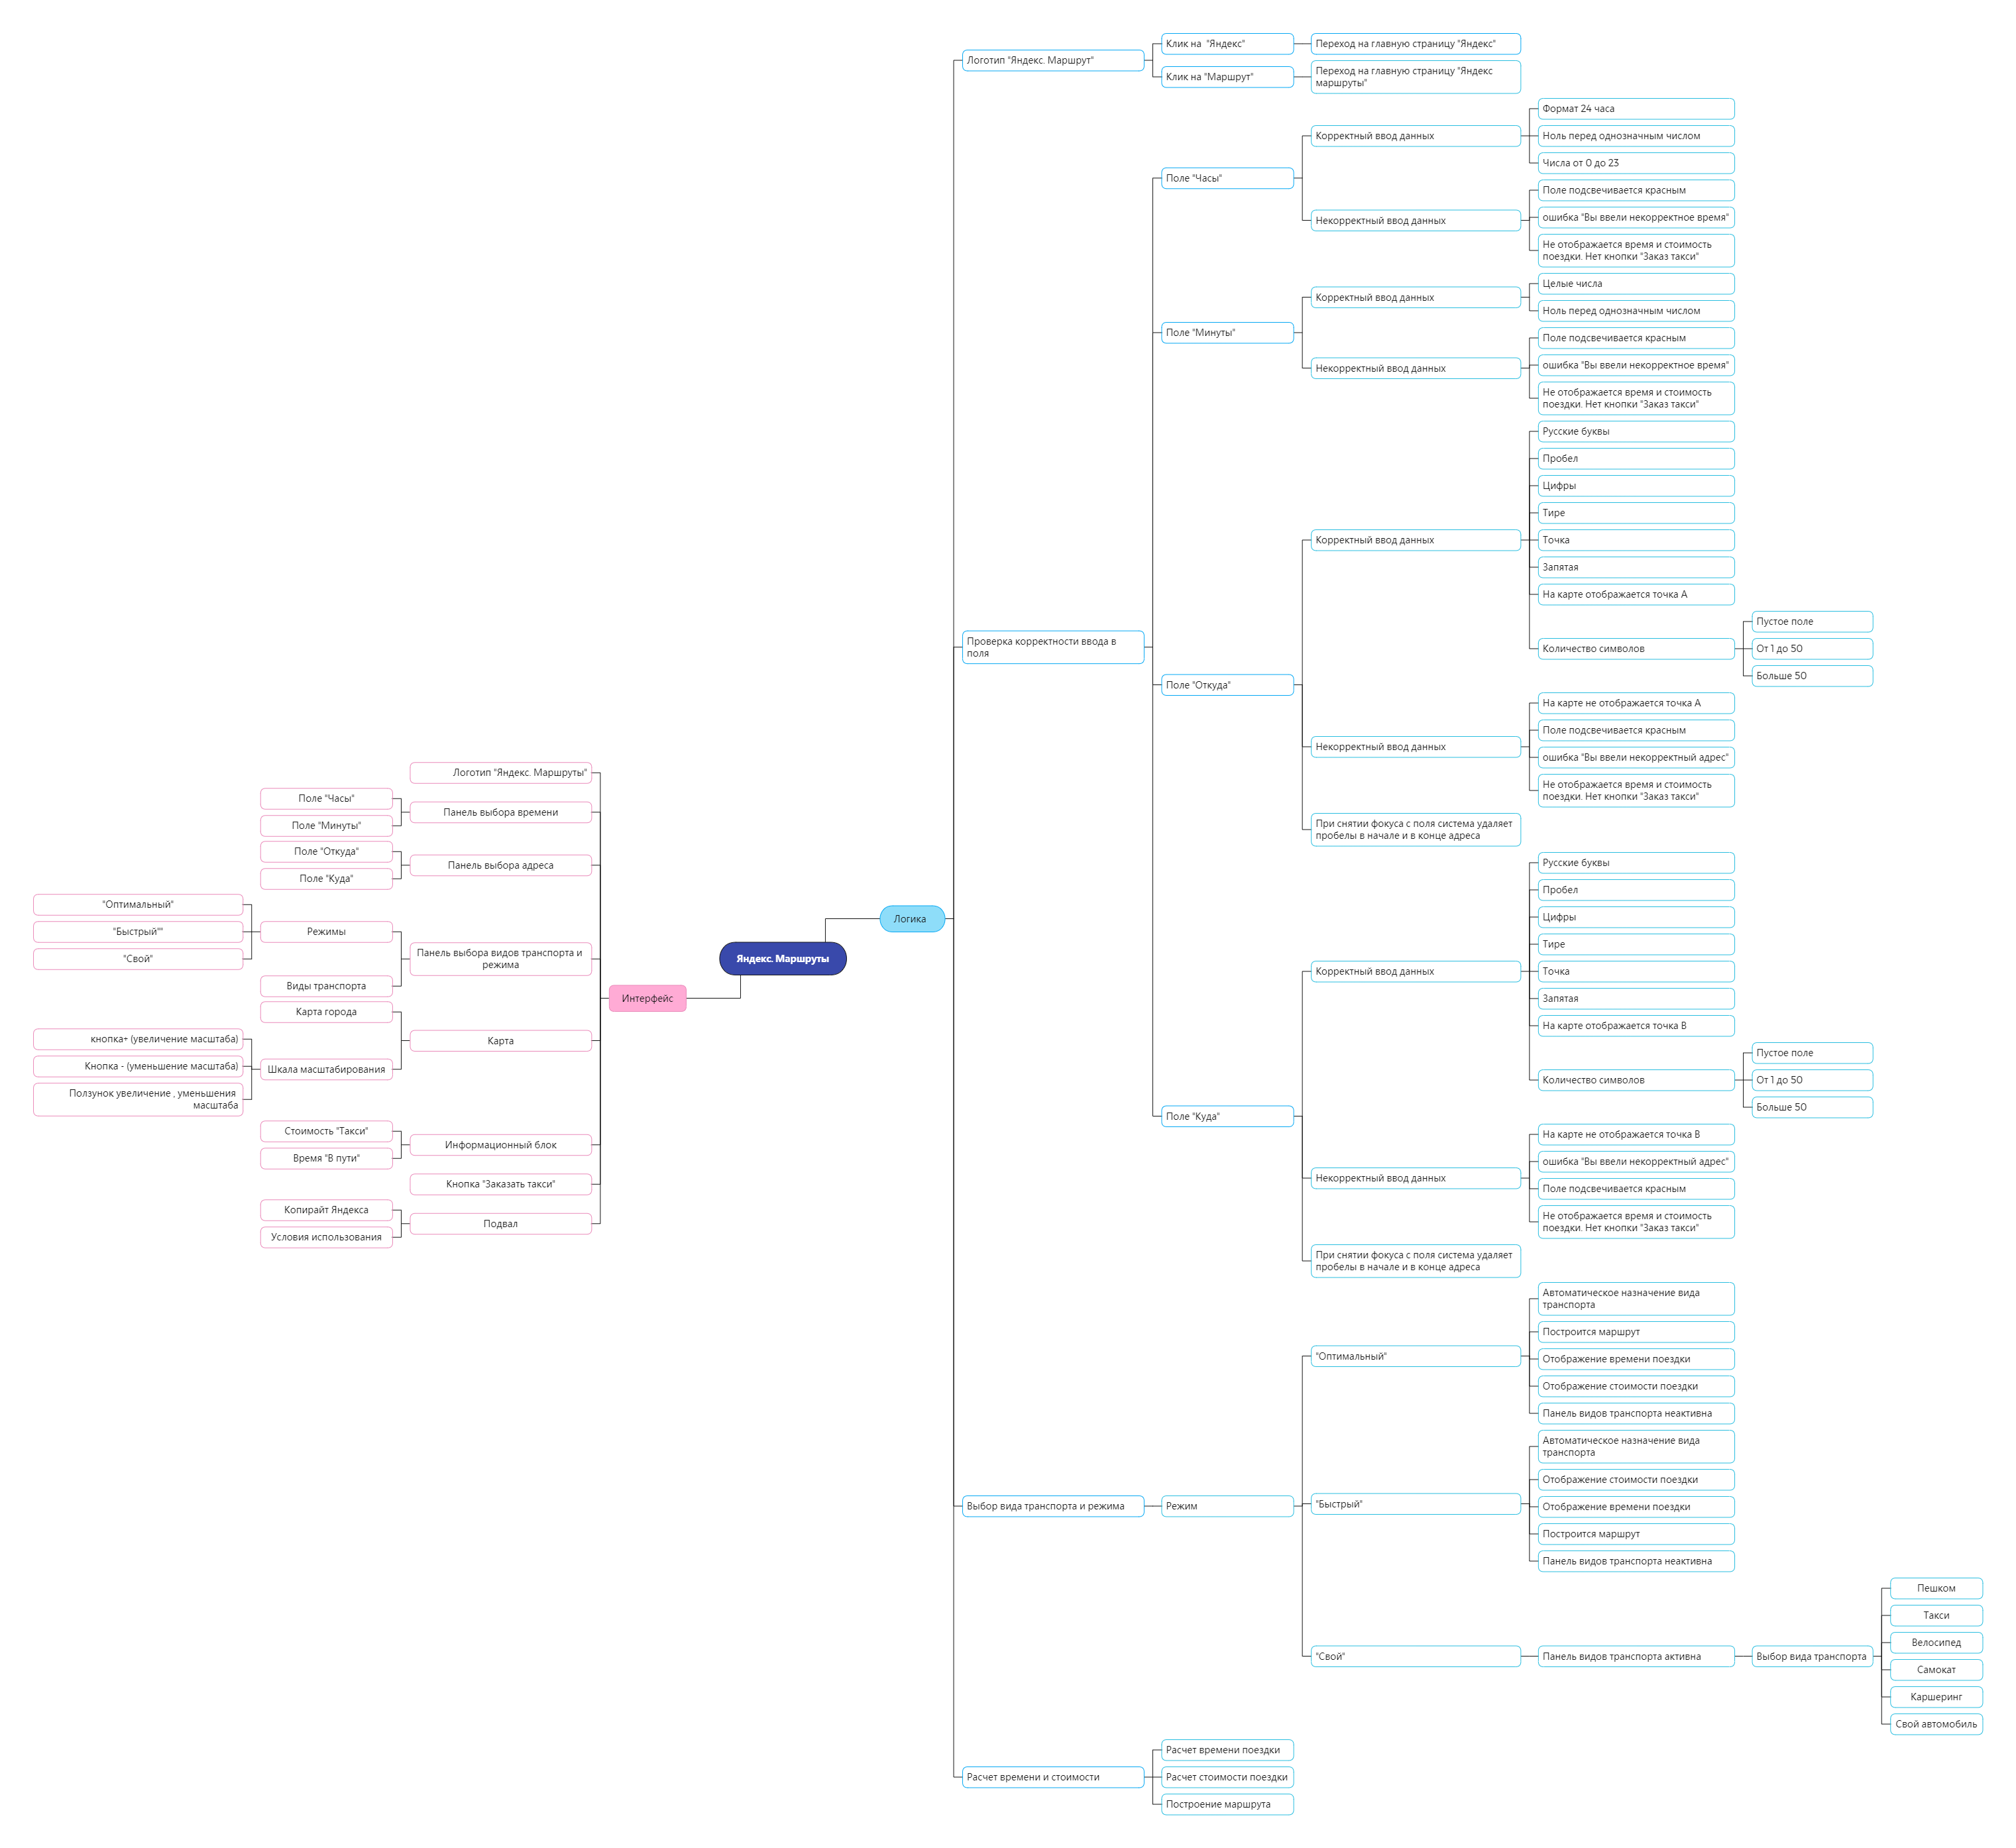 Яндекс. Маршруты
Логика
Логотип "Яндекс. Маршрут"
Клик на  "Яндекс"
Переход на главную страницу "Яндекс"
Клик на "Маршрут"
Переход на главную страницу "Яндекс
маршруты"
Проверка корректности ввода в
поля
Поле "Часы"
Корректный ввод данных
Формат 24 часа
Ноль перед однозначным числом
Числа от 0 до 23
Некорректный ввод данных
Поле подсвечивается красным
ошибка "Вы ввели некорректное время"
Не отображается время и стоимость
поездки. Нет кнопки "Заказ такси"
Поле "Минуты"
Корректный ввод данных
Целые числа
Ноль перед однозначным числом
Некорректный ввод данных
Поле подсвечивается красным
ошибка "Вы ввели некорректное время"
Не отображается время и стоимость
поездки. Нет кнопки "Заказ такси"
Поле "Откуда"
Корректный ввод данных
Русские буквы
Пробел
Цифры
Тире
Точка
Запятая
На карте отображается точка А
Количество символов
Пустое поле
От 1 до 50
Больше 50
Некорректный ввод данных
На карте не отображается точка А
Поле подсвечивается красным
ошибка "Вы ввели некорректный адрес"
Не отображается время и стоимость
поездки. Нет кнопки "Заказ такси"
При снятии фокуса с поля система удаляет
пробелы в начале и в конце адреса
Поле "Куда"
Корректный ввод данных
Русские буквы
Пробел
Цифры
Тире
Точка
Запятая
На карте отображается точка В
Количество символов
Пустое поле
От 1 до 50
Больше 50
Некорректный ввод данных
На карте не отображается точка В
ошибка "Вы ввели некорректный адрес"
Поле подсвечивается красным
Не отображается время и стоимость
поездки. Нет кнопки "Заказ такси"
При снятии фокуса с поля система удаляет
пробелы в начале и в конце адреса
Выбор вида транспорта и режима
Режим
"Оптимальный"
Автоматическое назначение вида
транспорта
Построится маршрут
Отображение времени поездки
Отображение стоимости поездки
Панель видов транспорта неактивна
"Быстрый"
Автоматическое назначение вида
транспорта
Отображение стоимости поездки
Отображение времени поездки
Построится маршрут
Панель видов транспорта неактивна
"Свой"
Панель видов транспорта активна
Выбор вида транспорта
Пешком
Такси
Велосипед
Самокат
Каршеринг
Свой автомобиль
Расчет времени и стоимости
Расчет времени поездки
Расчет стоимости поездки
Построение маршрута
Интерфейс
Логотип "Яндекс. Маршруты"
Панель выбора времени
Поле "Часы"
Поле "Минуты"
Панель выбора адреса
Поле "Откуда"
Поле "Куда"
Панель выбора видов транспорта и
режима
Режимы
"Оптимальный"
"Быстрый""
"Свой"
Виды транспорта
Карта
Карта города
Шкала масштабирования
кнопка+ (увеличение масштаба)
Кнопка - (уменьшение масштаба)
Ползунок увеличение , уменьшения
масштаба
Информационный блок
Стоимость "Такси"
Время "В пути"
Кнопка "Заказать такси"
Подвал
Копирайт Яндекса
Условия использования